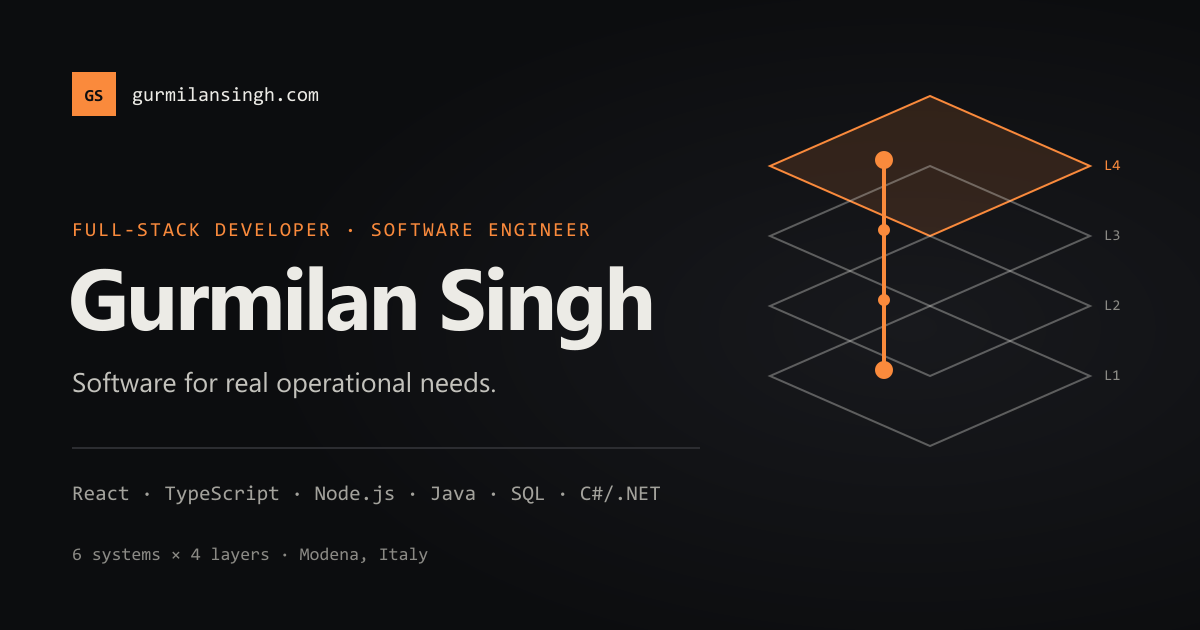 GS gurmilansingh.com
FULL-STACK DEVELOPER · SOFTWARE ENGINEER
Gurmilan Singh
Software for real operational needs.
React · TypeScript · Node.js · Java · SQL · C#/.NET
6 systems × 4 layers · Modena, Italy
L4
L3
L2
L1